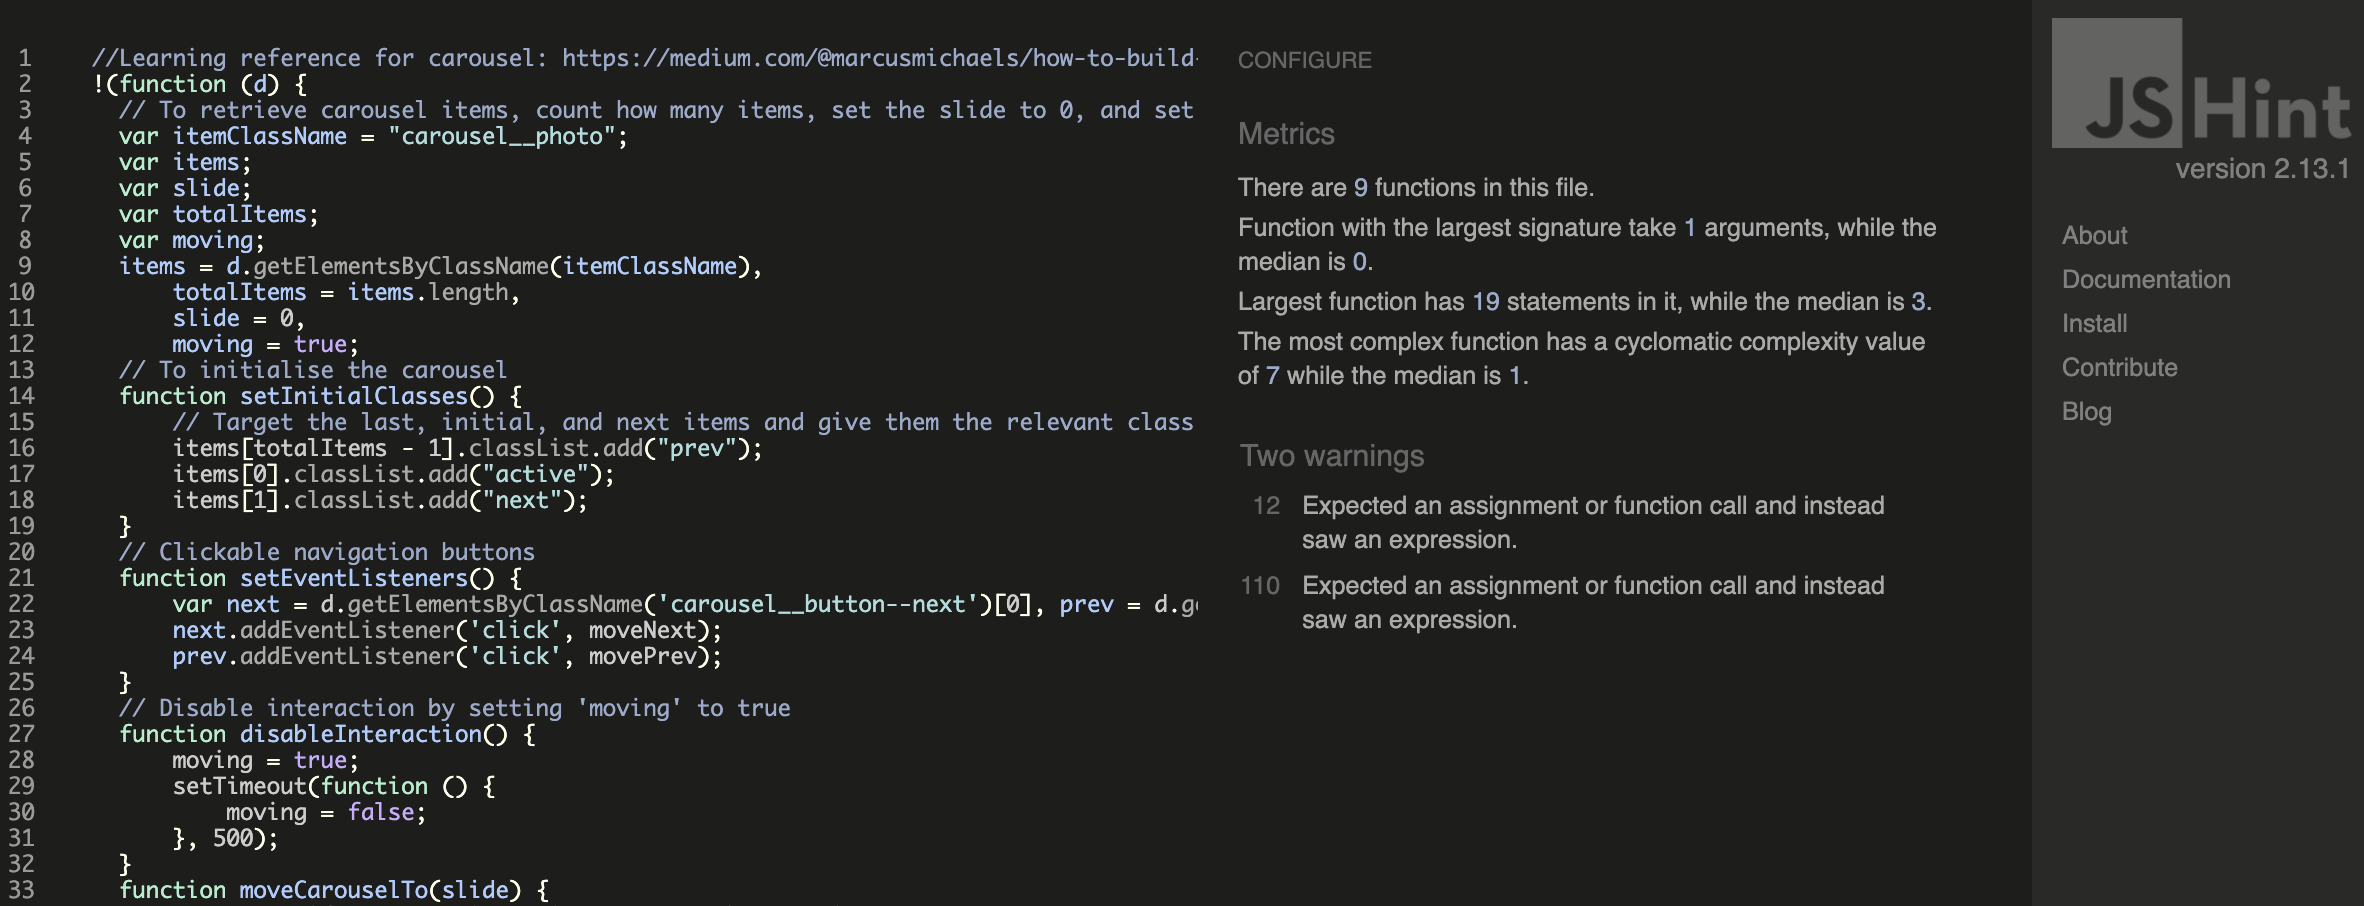 1 //Learning reference for carousel: https://medium.com/@marcusmichaels/how-to-build-
2 !(function (d) {
3 // To retrieve carousel items, count how many items, set the slide to 0, and set
4 var itemClassName = "carousel__photo";
5 var items;
6 var slide;
7 var totalItems;
8 var moving;
9 items = d.getElementsByClassName(itemClassName),
10 totalItems = items.length,
11 slide = 0,
12 moving = true;
13 // To initialise the carousel
14 function setInitialClasses() {
15 // Target the last, initial, and next items and give them the relevant class
16 items[totalItems - 1].classList.add("prev");
17 items[0].classList.add("active");
18 items[1].classList.add("next");
19 }
20 // Clickable navigation buttons
21 function setEventListeners() {
22 var next = d.getElementsByClassName('carousel__button--next')[0], prev = d.ge
23 next.addEventListener('click', moveNext);
24 prev.addEventListener('click', movePrev);
25 }
26 // Disable interaction by setting 'moving' to true
27 function disableInteraction() {
28 moving = true;
29 setTimeout(function () {
30 moving = false;
31 }, 500);
32 }
33 function moveCarouselTo(slide) {
CONFIGURE
Metrics
There are 9 functions in this file.
Function with the largest signature take 1 arguments, while the
median is 0.
Largest function has 19 statements in it, while the median is 3.
The most complex function has a cyclomatic complexity value
of 7 while the median is 1.
Two warnings
12 Expected an assignment or function call and instead
saw an expression.
110 Expected an assignment or function call and instead
saw an expression.
JSHint
version 2.13.1
About
Documentation
Install
Contribute
Blog